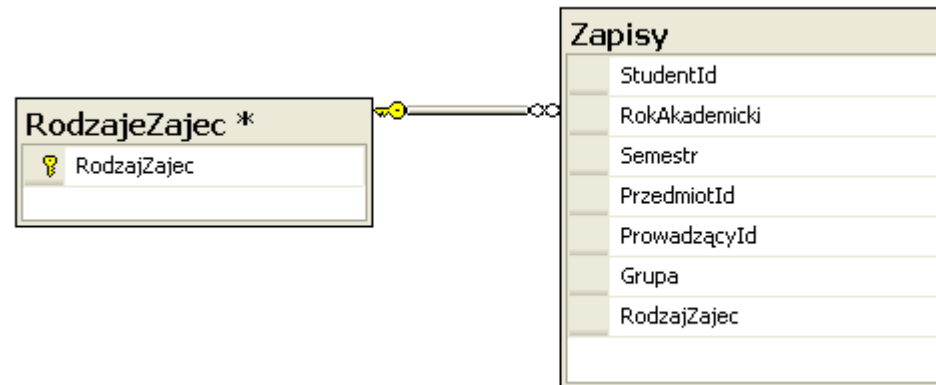 RodzajeZajec *
RodzajZajec
Zapisy
StudentId
RokAkademicki
Semestr
PrzedmiotId
ProwadzącyId
Grupa
RodzajZajec